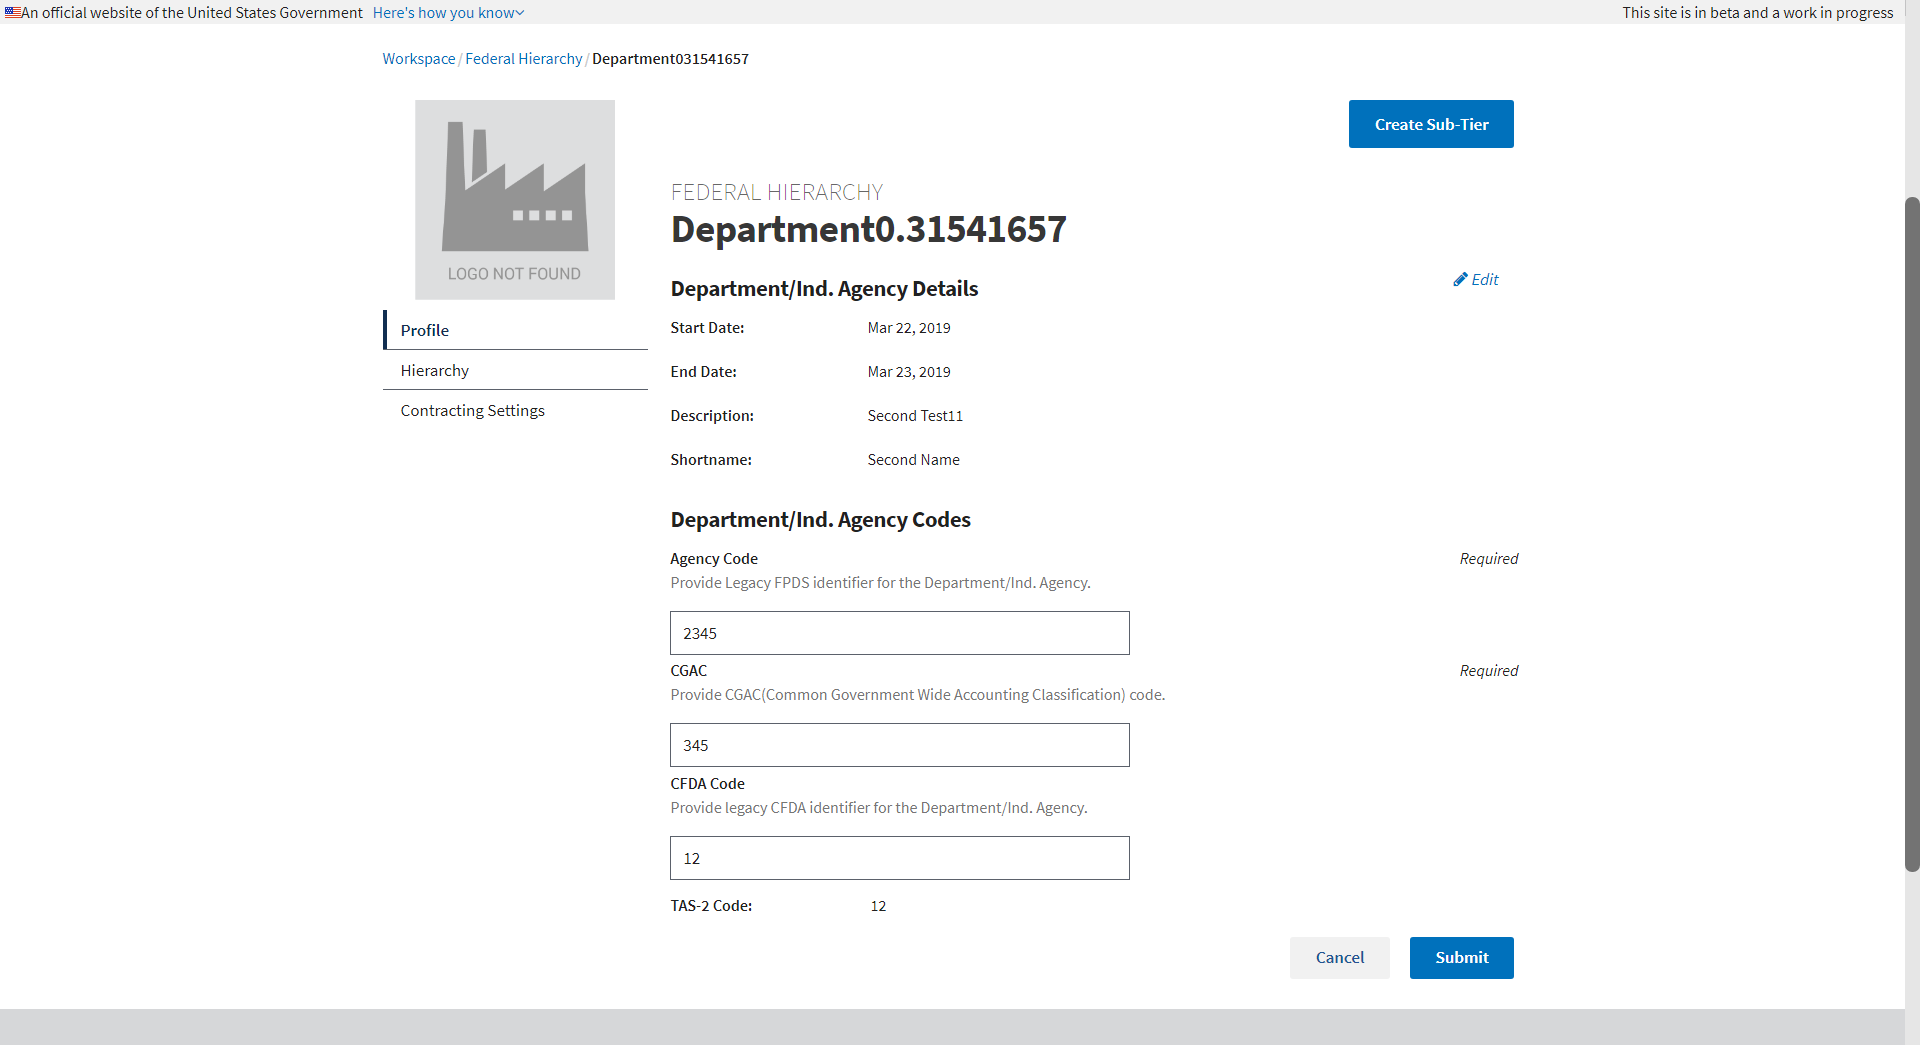 An official website of the United States Government Here's how you know
This site is in beta and a work in progress
Workspace / Federal Hierarchy / Department031541657
LOGO NOT FOUND
Create Sub-Tier
Profile
Hierarchy
Contracting Settings
FEDERAL HIERARCHY
Department0.31541657
Department/Ind. Agency Details
Edit
Start Date: Mar 22, 2019
End Date: Mar 23, 2019
Description: Second Test11
Shortname: Second Name
Department/Ind. Agency Codes
Agency Code Required
Provide Legacy FPDS identifier for the Department/Ind. Agency.
2345
CGAC Required
Provide CGAC(Common Government Wide Accounting Classification) code.
345
CFDA Code
Provide legacy CFDA identifier for the Department/Ind. Agency.
12
TAS-2 Code: 12
Cancel Submit